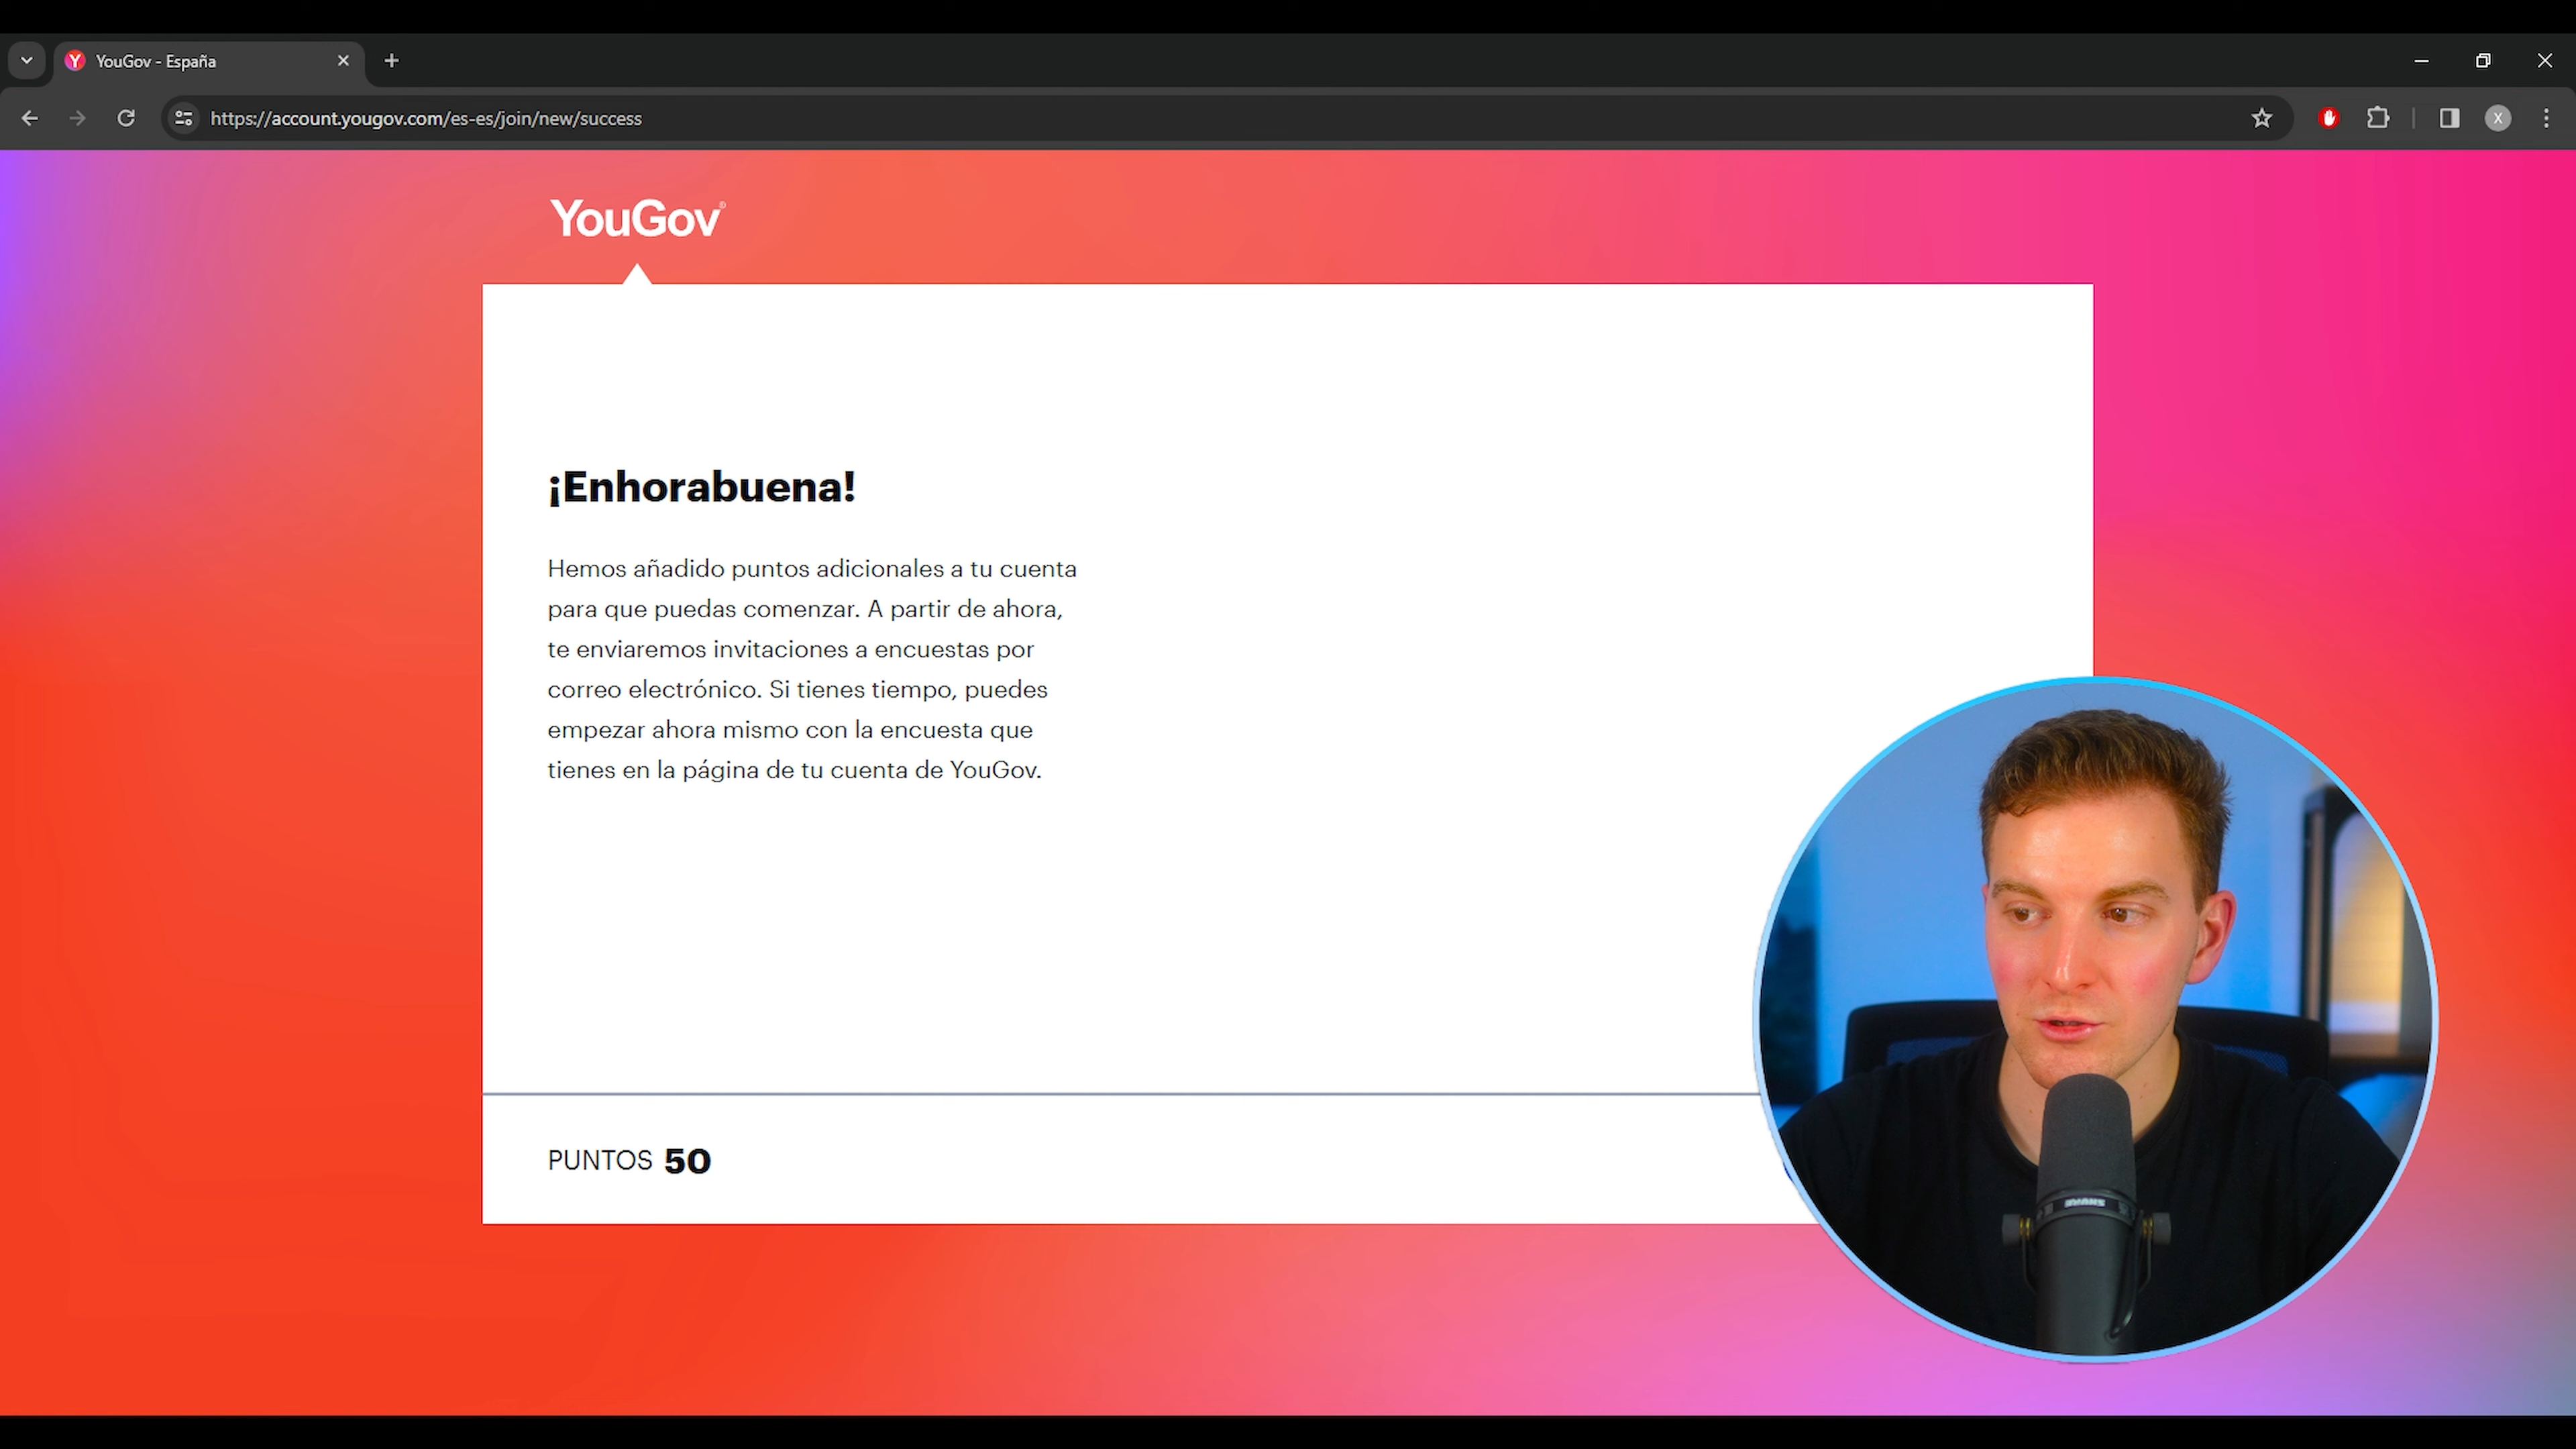 YouGov - España
https://account.yougov.com/es-es/join/new/success
X
YouGov®
¡Enhorabuena!
Hemos añadido puntos adicionales a tu cuenta
para que puedas comenzar. A partir de ahora,
te enviaremos invitaciones a encuestas por
correo electrónico. Si tienes tiempo, puedes
empezar ahora mismo con la encuesta que
tienes en la página de tu cuenta de YouGov.
PUNTOS 50